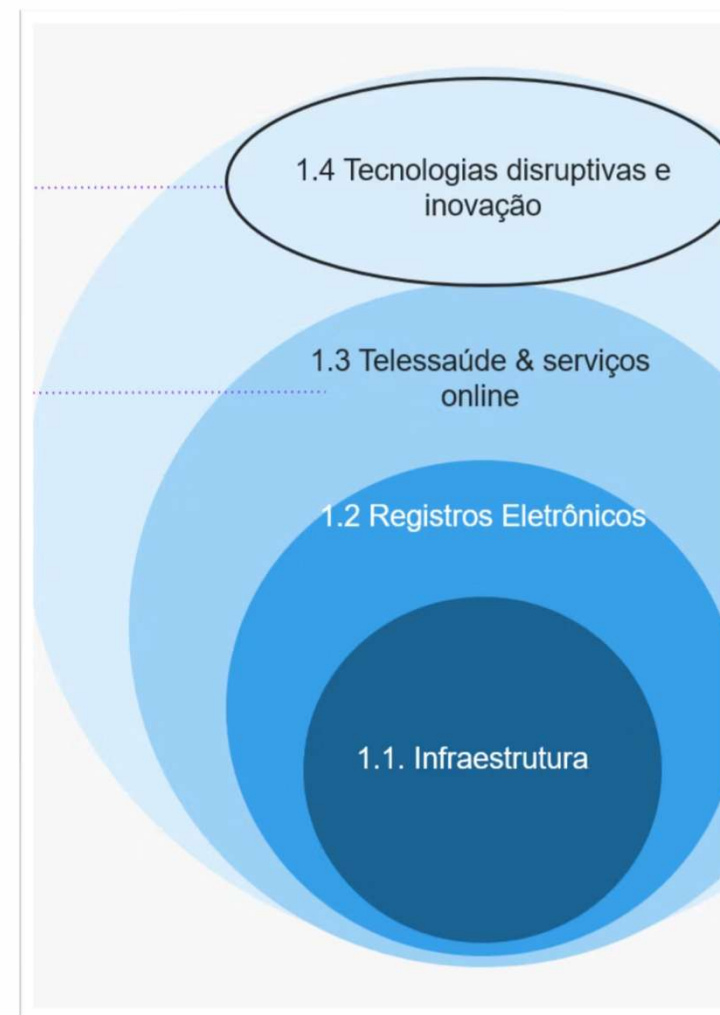 1.4 Tecnologias disruptivas e
inovação
1.3 Telessaúde & serviços
online
1.2 Registros Eletrônicos
1.1. Infraestrutura